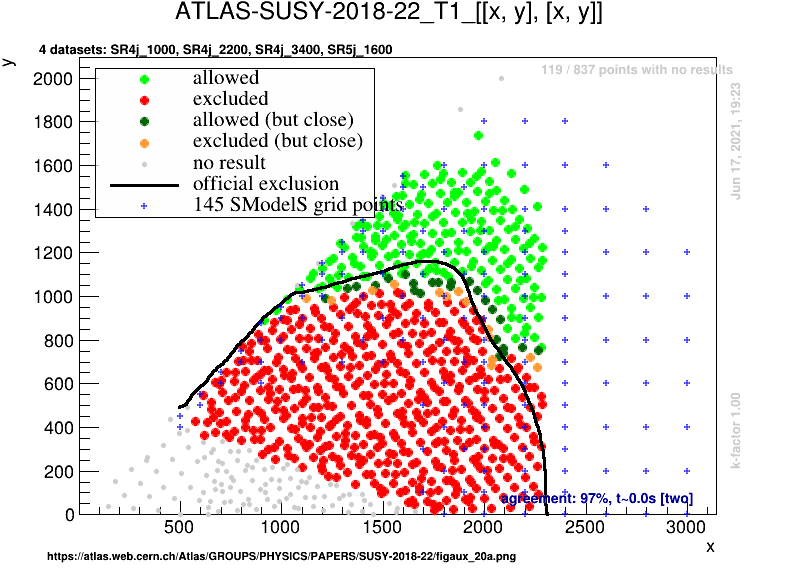 ATLAS-SUSY-2018-22_T1_[[x, y], [x, y]]
4 datasets: SR4j_1000, SR4j_2200, SR4j_3400, SR5j_1600
y
119 / 837 points with no results
allowed
excluded
allowed (but close)
excluded (but close)
no result
official exclusion
145 SModelS grid points
2000
1800
1600
1400
1200
1000
800
600
400
200
0
Jun 17, 2021, 19:23
k-factor 1.00
agreement: 97%, t~0.0s [two]
500
1000
1500
2000
2500
3000
x
https://atlas.web.cern.ch/Atlas/GROUPS/PHYSICS/PAPERS/SUSY-2018-22/figaux_20a.png